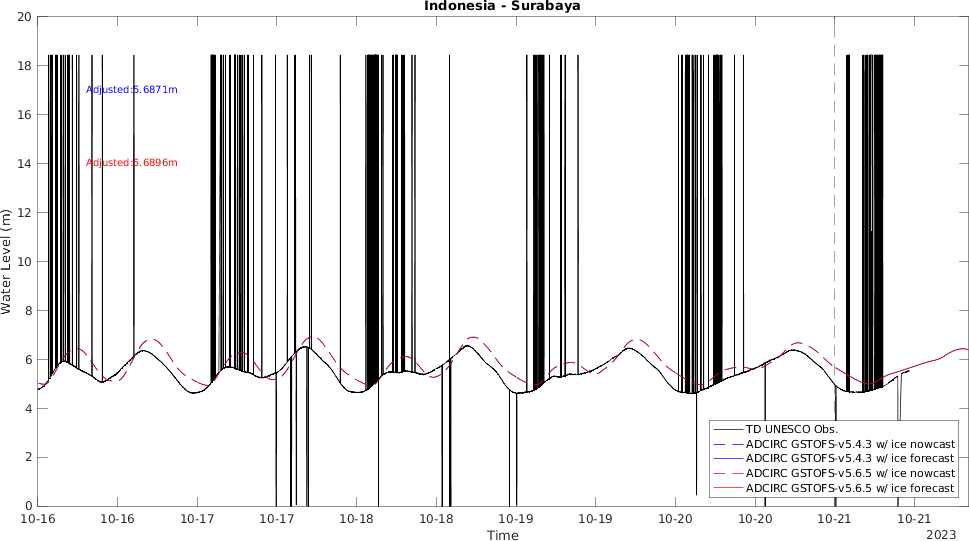 Indonesia - Surabaya
20
18
16
14
12
10
8
6
4
2
0
Water Level (m)
Adjusted:5.6871m
Adjusted:5.6896m
TD UNESCO Obs.
ADCIRC GSTOFS-v5.4.3 w/ ice nowcast
ADCIRC GSTOFS-v5.4.3 w/ ice forecast
ADCIRC GSTOFS-v5.6.5 w/ ice nowcast
ADCIRC GSTOFS-v5.6.5 w/ ice forecast
10-16 10-16 10-17 10-17 10-18 10-18 10-19 10-19 10-20 10-20 10-21 10-21
Time
2023